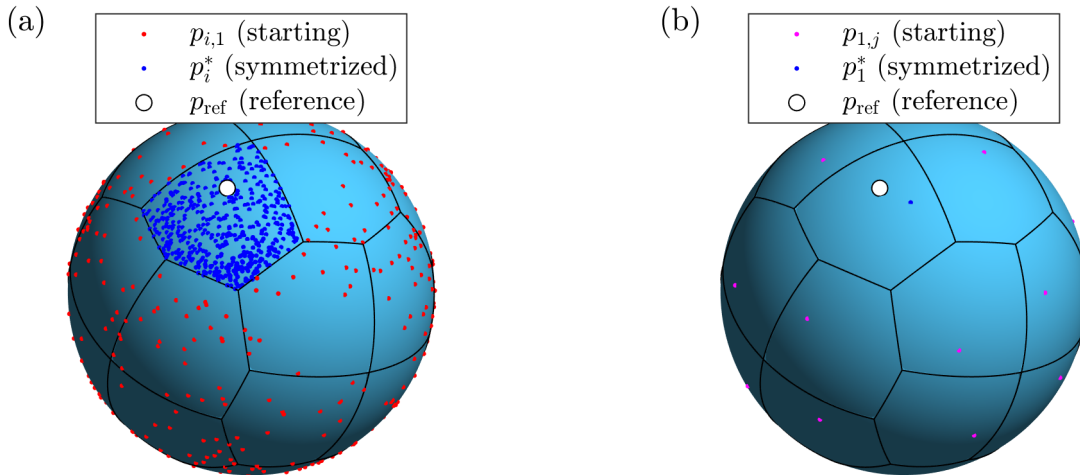 (a)
p_{i,1} (starting)
p_i^* (symmetrized)
p_ref (reference)
(b)
p_{1,j} (starting)
p_1^* (symmetrized)
p_ref (reference)